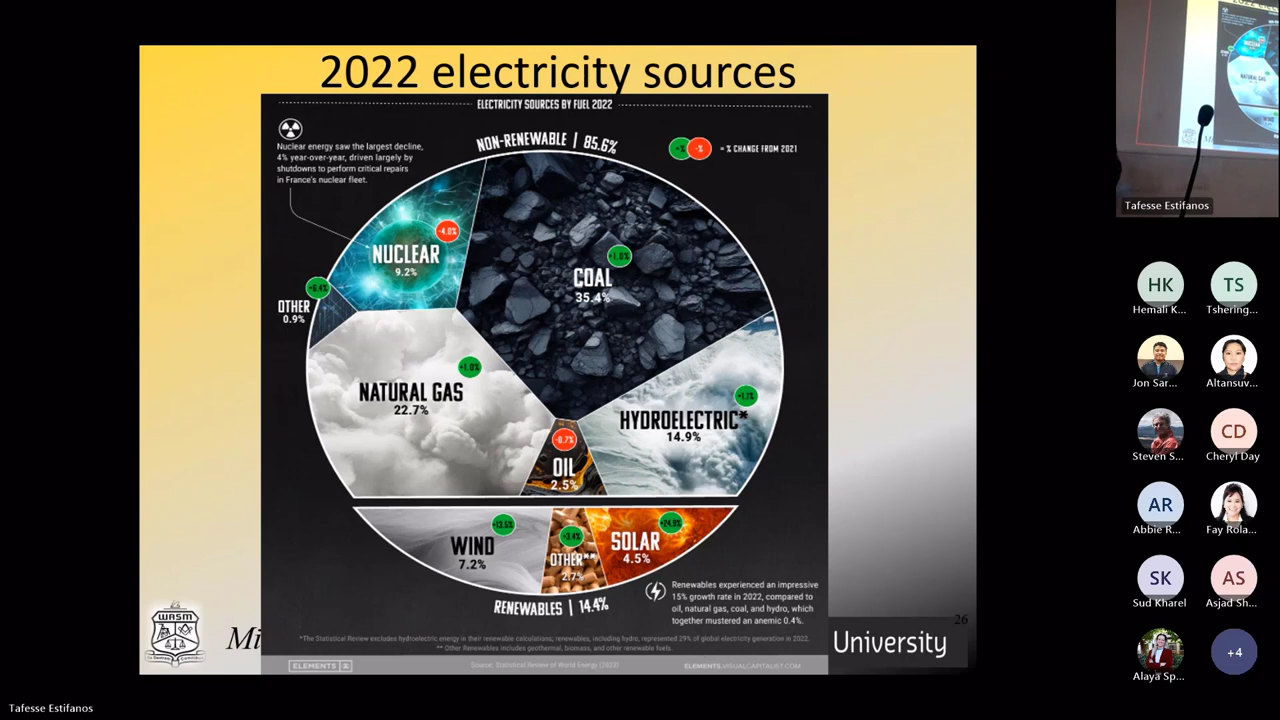 2022 electricity sources
ELECTRICITY SOURCES BY FUEL 2022
NON-RENEWABLE | 85.6%
+% -% = % CHANGE FROM 2021
Nuclear energy saw the largest decline,
4% year-over-year, driven largely by
shutdowns to perform critical repairs
in France's nuclear fleet.
-4.0%
NUCLEAR
9.2%
+1.0%
COAL
35.4%
+6.4%
OTHER
0.9%
+1.0%
NATURAL GAS
22.7%
+1.1%
HYDROELECTRIC*
14.9%
-0.7%
OIL
2.5%
+13.5%
WIND
7.2%
+3.4%
OTHER**
2.7%
+24.9%
SOLAR
4.5%
RENEWABLES | 14.4%
Renewables experienced an impressive
15% growth rate in 2022, compared to
oil, natural gas, coal, and hydro, which
together mustered an anemic 0.4%.
*The Statistical Review excludes hydroelectric energy in their renewable calculations; renewables, including hydro, represented 29% of global electricity generation in 2022.
** Other Renewables includes geothermal, biomass, and other renewable fuels.
ELEMENTS
Source: Statistical Review of World Energy (2023)
ELEMENTS.VISUALCAPITALIST.COM
WASM
Mi
26
University
Tafesse Estifanos
HK
Hemali K...
TS
Tshering...
Jon Sar...
Altansuv...
Steven S...
CD
Cheryl Day
AR
Abbie R...
Fay Rola...
SK
Sud Kharel
AS
Asjad Sh...
Alaya Sp...
+4
Tafesse Estifanos